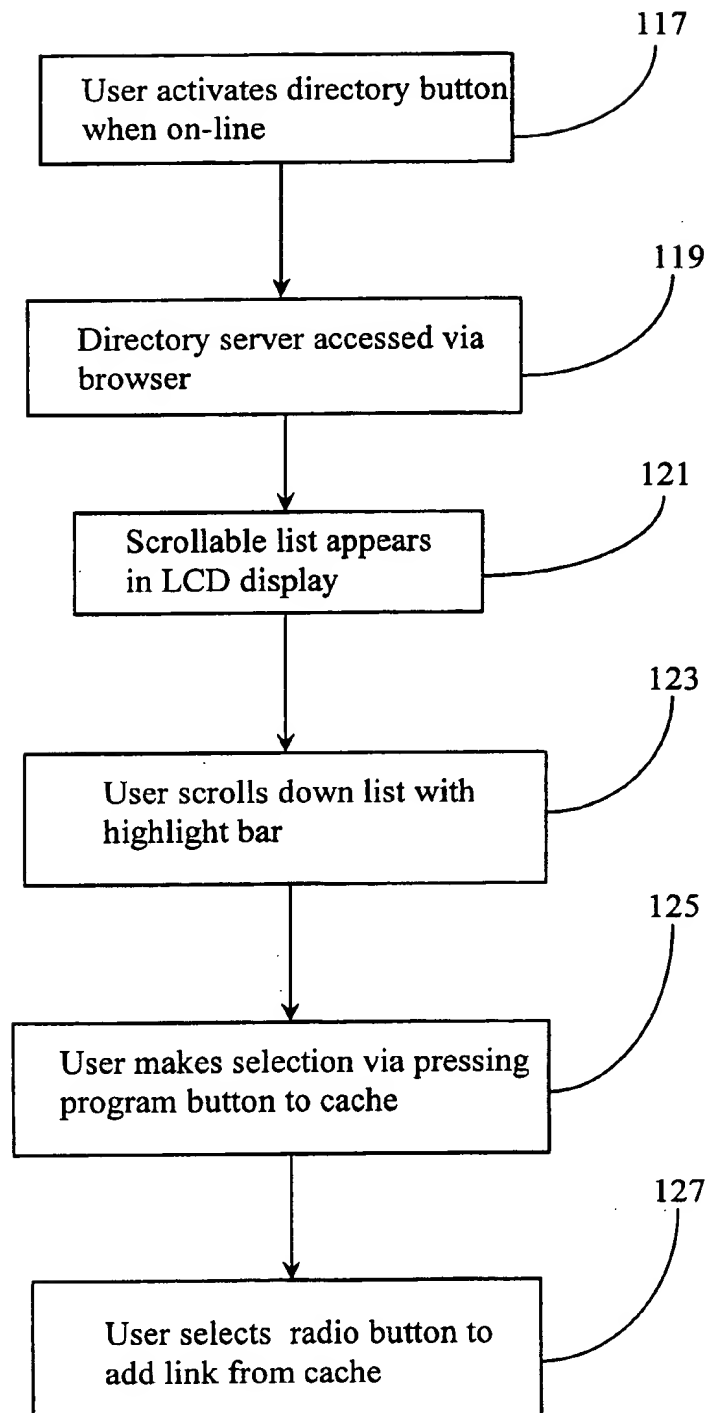 117
User activates directory button
when on-line
119
Directory server accessed via
browser
121
Scrollable list appears
in LCD display
123
User scrolls down list with
highlight bar
125
User makes selection via pressing
program button to cache
127
User selects radio button to
add link from cache